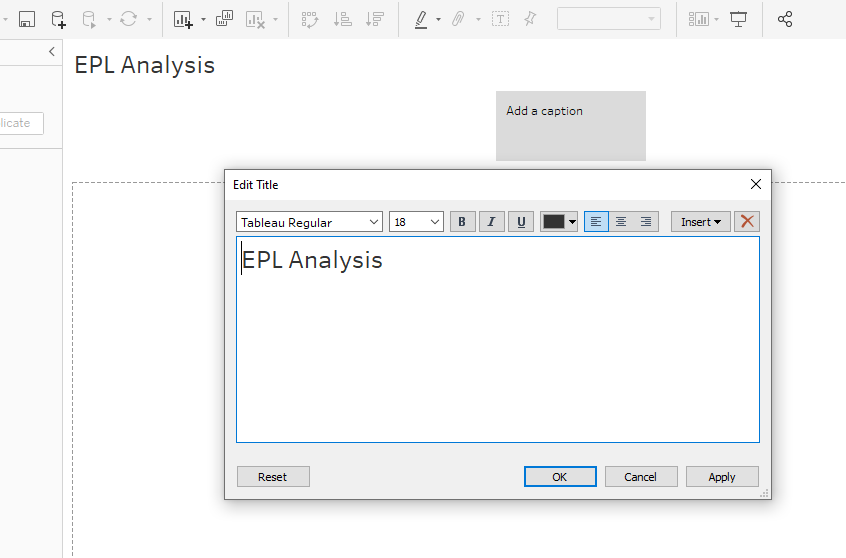 EPL Analysis
licate
Add a caption
Edit Title
Tableau Regular 18 B I U Insert
EPL Analysis
Reset OK Cancel Apply